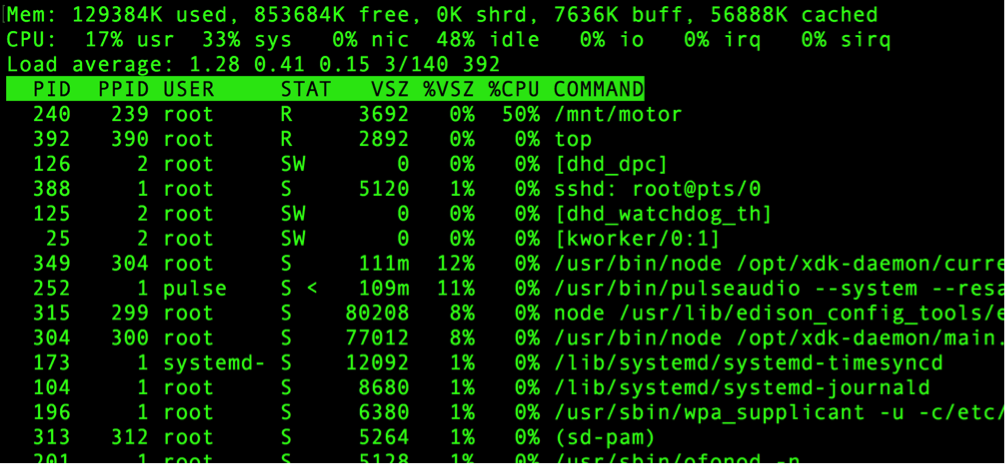 Mem: 129384K used, 853684K free, 0K shrd, 7636K buff, 56888K cached
CPU:  17% usr  33% sys   0% nic  48% idle   0% io   0% irq   0% sirq
Load average: 1.28 0.41 0.15 3/140 392
  PID  PPID USER     STAT   VSZ %VSZ %CPU COMMAND
  240   239 root     R     3692   0%  50% /mnt/motor
  392   390 root     R     2892   0%   0% top
  126     2 root     SW       0   0%   0% [dhd_dpc]
  388     1 root     S     5120   1%   0% sshd: root@pts/0
  125     2 root     SW       0   0%   0% [dhd_watchdog_th]
   25     2 root     SW       0   0%   0% [kworker/0:1]
  349   304 root     S     111m  12%   0% /usr/bin/node /opt/xdk-daemon/curre
  252     1 pulse    S <   109m  11%   0% /usr/bin/pulseaudio --system --resa
  315   299 root     S    80208   8%   0% node /usr/lib/edison_config_tools/e
  304   300 root     S    77012   8%   0% /usr/bin/node /opt/xdk-daemon/main.
  173     1 systemd- S    12092   1%   0% /lib/systemd/systemd-timesyncd
  104     1 root     S     8680   1%   0% /lib/systemd/systemd-journald
  196     1 root     S     6380   1%   0% /usr/sbin/wpa_supplicant -u -c/etc/
  313   312 root     S     5264   1%   0% (sd-pam)
  201     1 root     S     5128   1%   0% /usr/sbin/ofonod -n